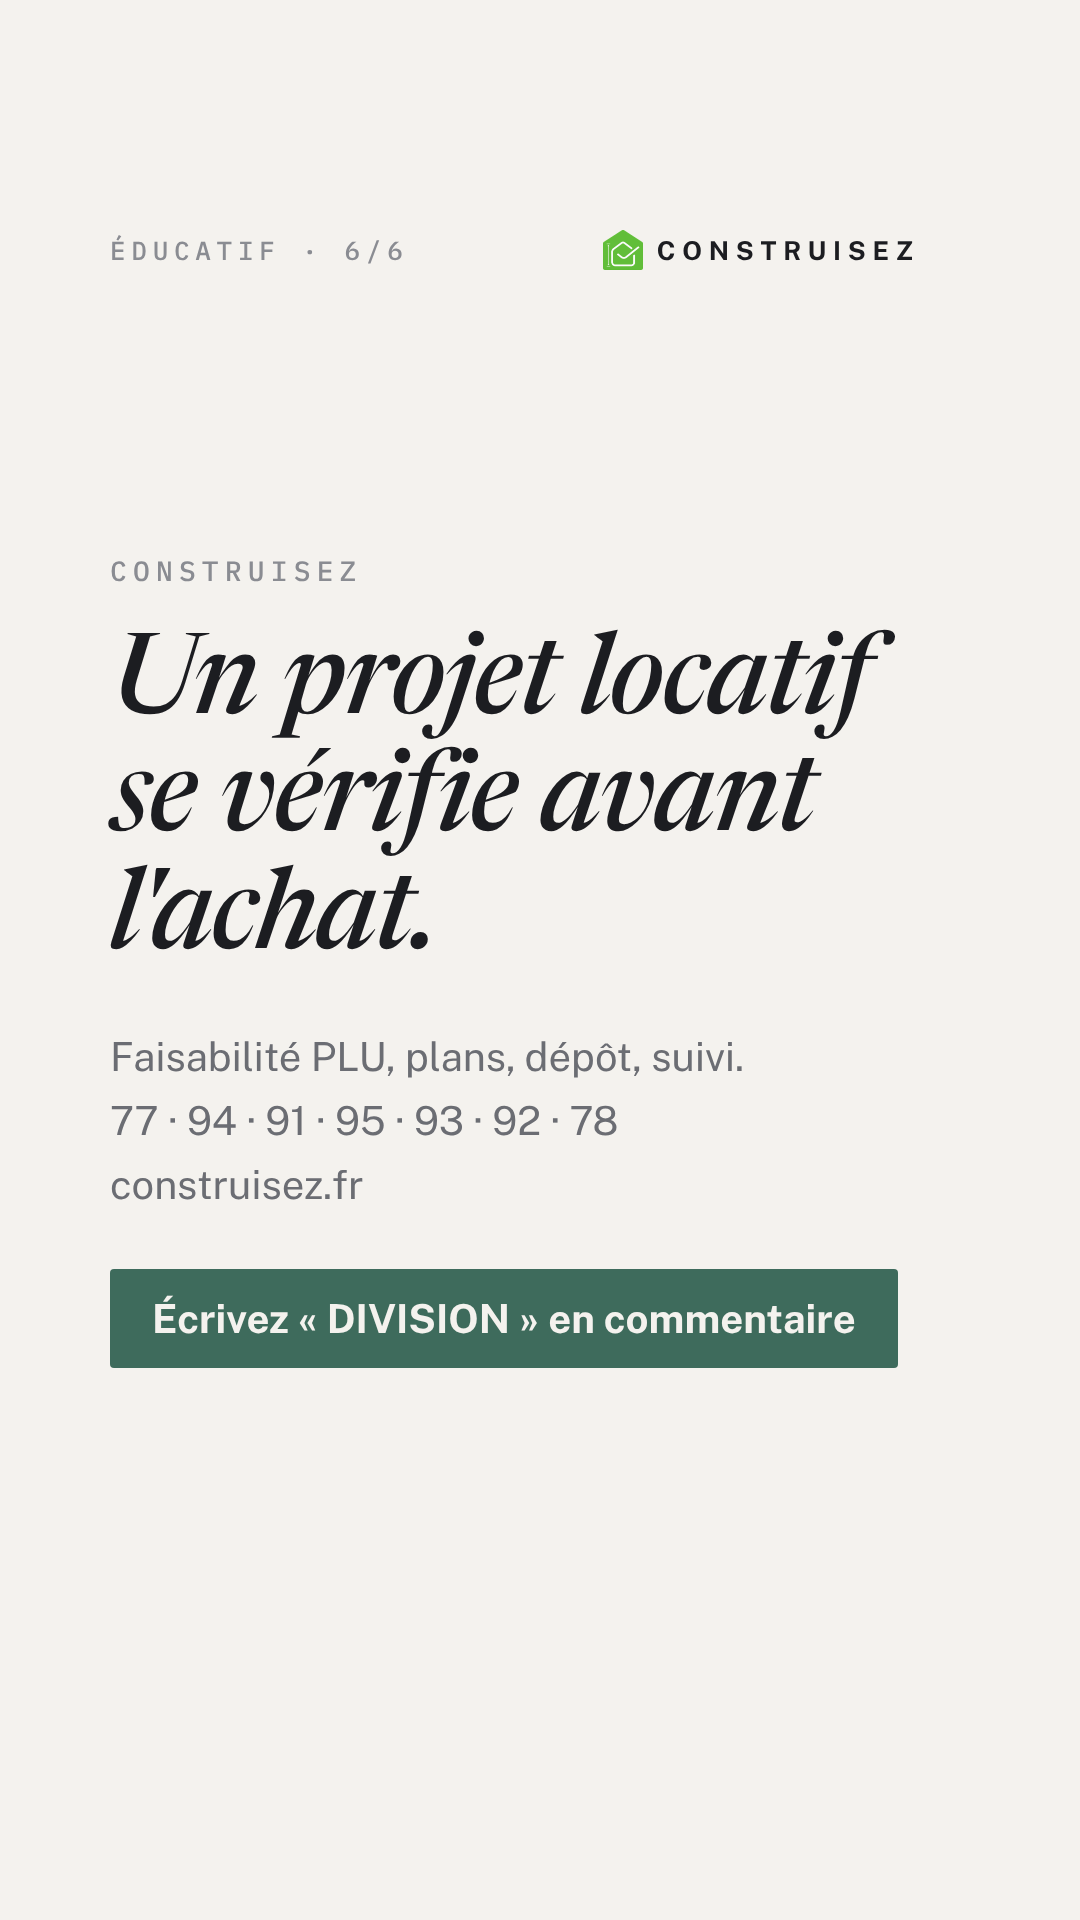 ÉDUCATIF · 6/6
CONSTRUISEZ
CONSTRUISEZ
Un projet locatif
se vérifie avant
l'achat.
Faisabilité PLU, plans, dépôt, suivi.
77 · 94 · 91 · 95 · 93 · 92 · 78
construisez.fr
Écrivez « DIVISION » en commentaire